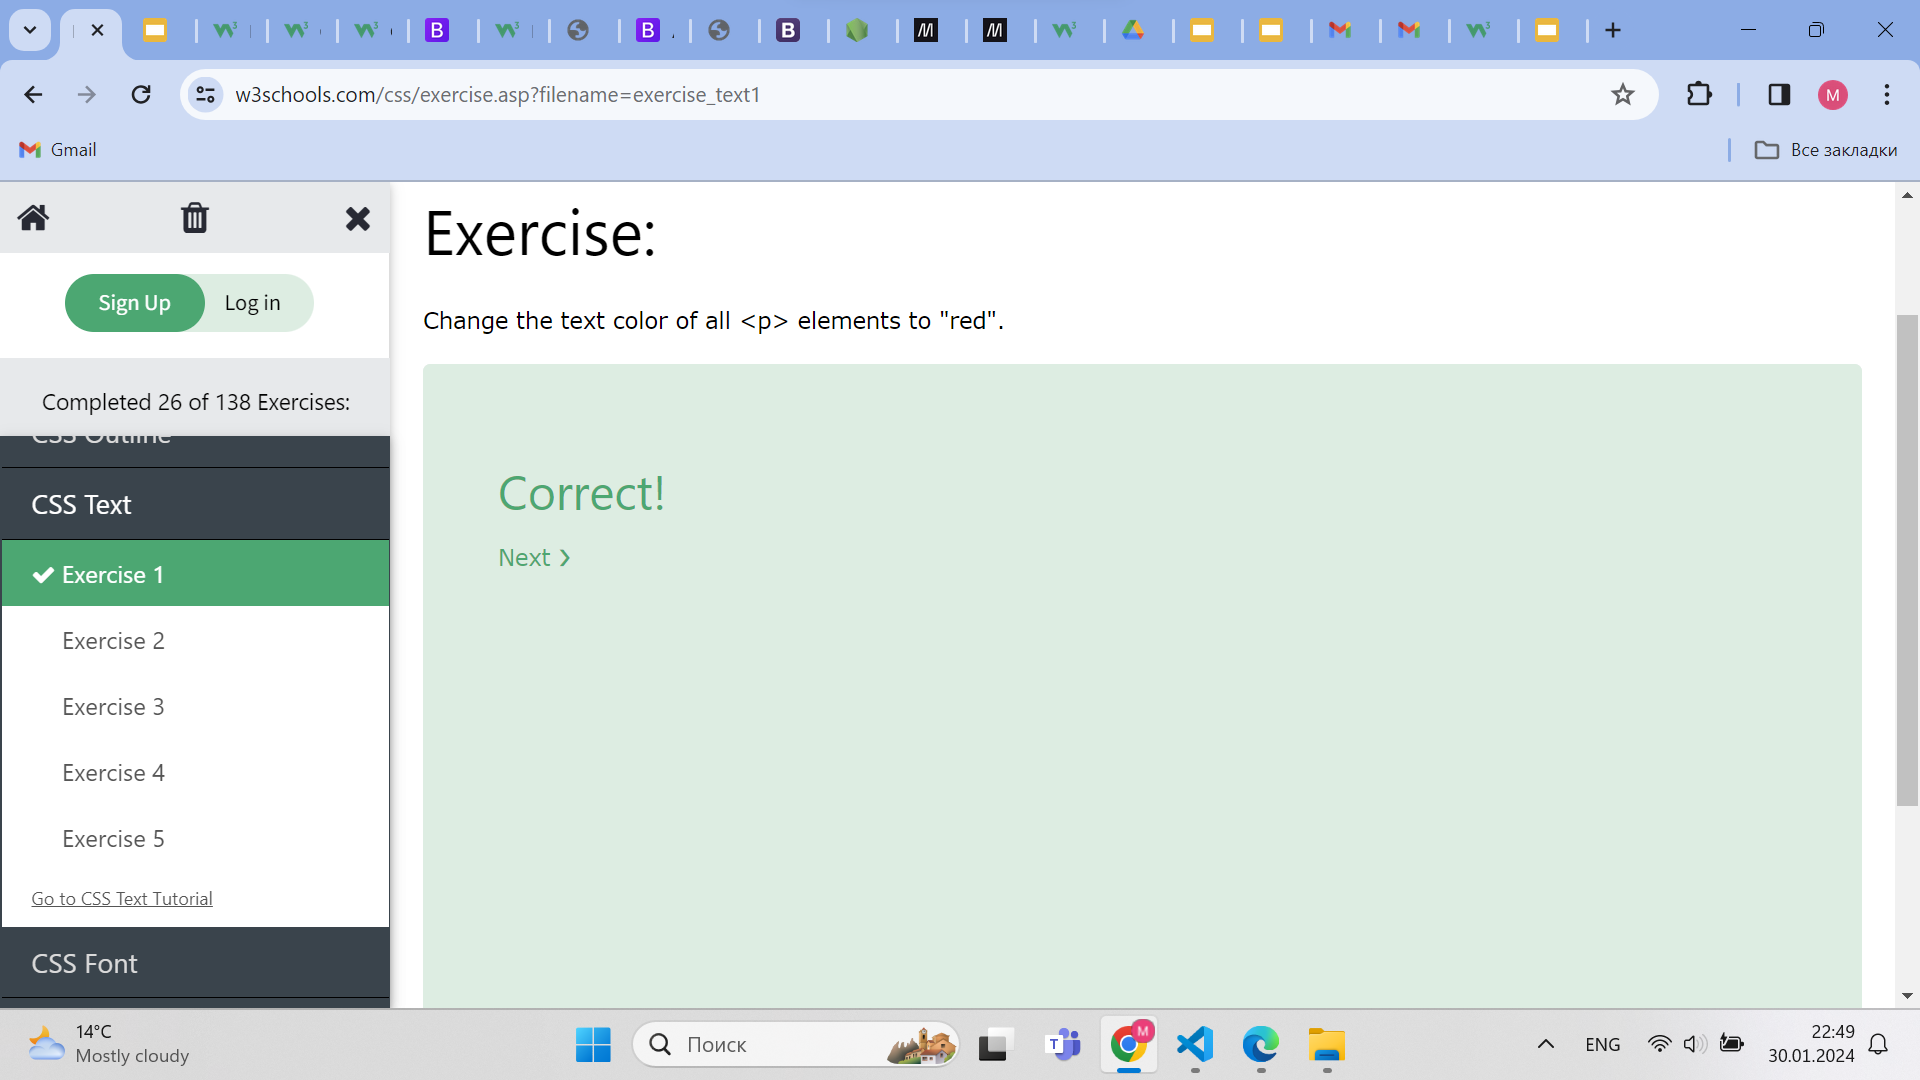 w3schools.com/css/exercise.asp?filename=exercise_text1
M
Gmail
Все закладки
Sign Up
Log in
Completed 26 of 138 Exercises:
CSS Outline
CSS Text
Exercise 1
Exercise 2
Exercise 3
Exercise 4
Exercise 5
Go to CSS Text Tutorial
CSS Font
Exercise:
Change the text color of all <p> elements to "red".
Correct!
Next ❯
14°C
Mostly cloudy
Поиск
ENG
22:49
30.01.2024